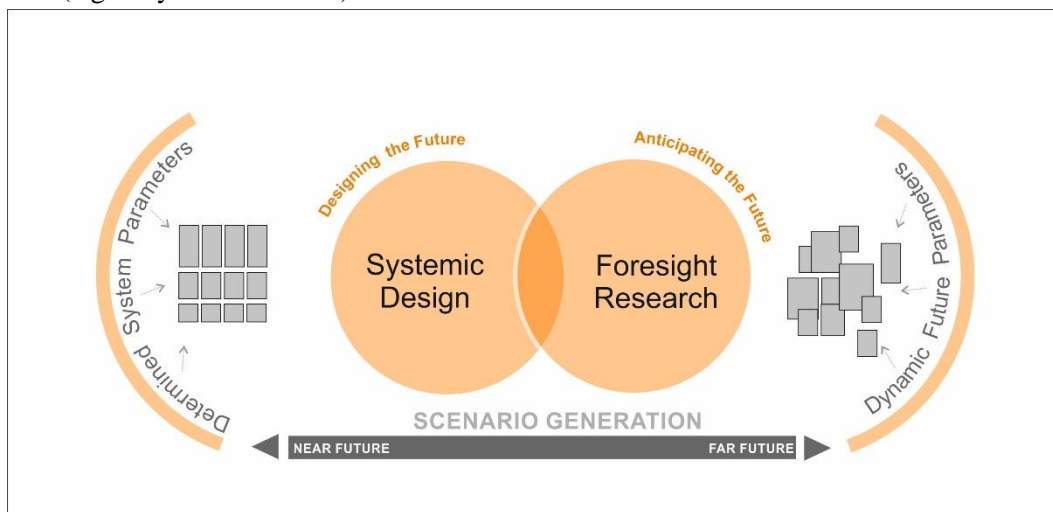 Designing the Future
Anticipating the Future
Determined System Parameters
Systemic
Design
Foresight
Research
Dynamic Future Parameters
SCENARIO GENERATION
NEAR FUTURE
FAR FUTURE